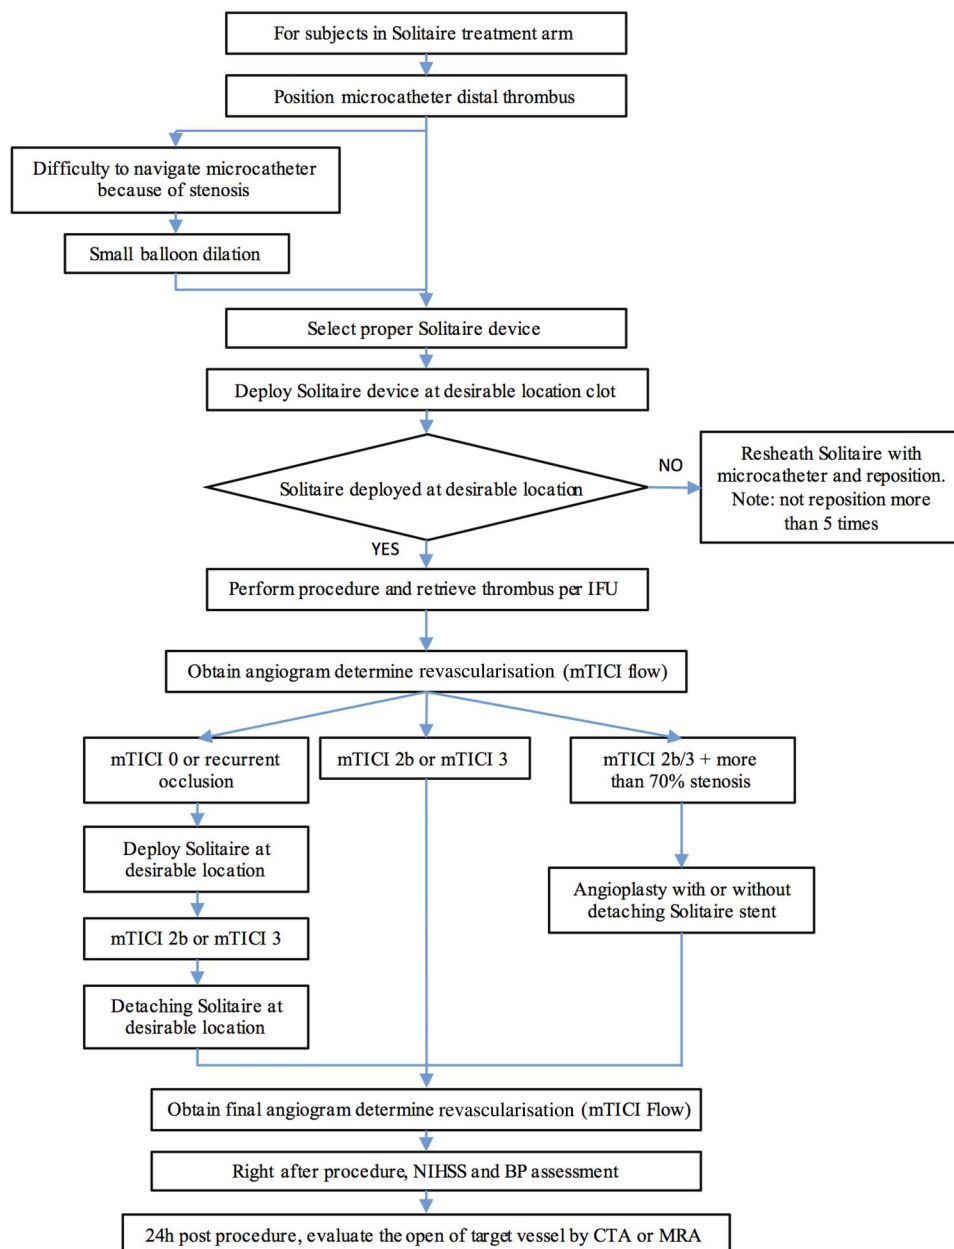 For subjects in Solitaire treatment arm
Position microcatheter distal thrombus
Difficulty to navigate microcatheter
because of stenosis
Small balloon dilation
Select proper Solitaire device
Deploy Solitaire device at desirable location clot
Solitaire deployed at desirable location
NO
Resheath Solitaire with
microcatheter and reposition.
Note: not reposition more
than 5 times
YES
Perform procedure and retrieve thrombus per IFU
Obtain angiogram determine revascularisation (mTICI flow)
mTICI 0 or recurrent
occlusion
Deploy Solitaire at
desirable location
mTICI 2b or mTICI 3
Detaching Solitaire at
desirable location
mTICI 2b or mTICI 3
mTICI 2b/3 + more
than 70% stenosis
Angioplasty with or without
detaching Solitaire stent
Obtain final angiogram determine revascularisation (mTICI Flow)
Right after procedure, NIHSS and BP assessment
24h post procedure, evaluate the open of target vessel by CTA or MRA